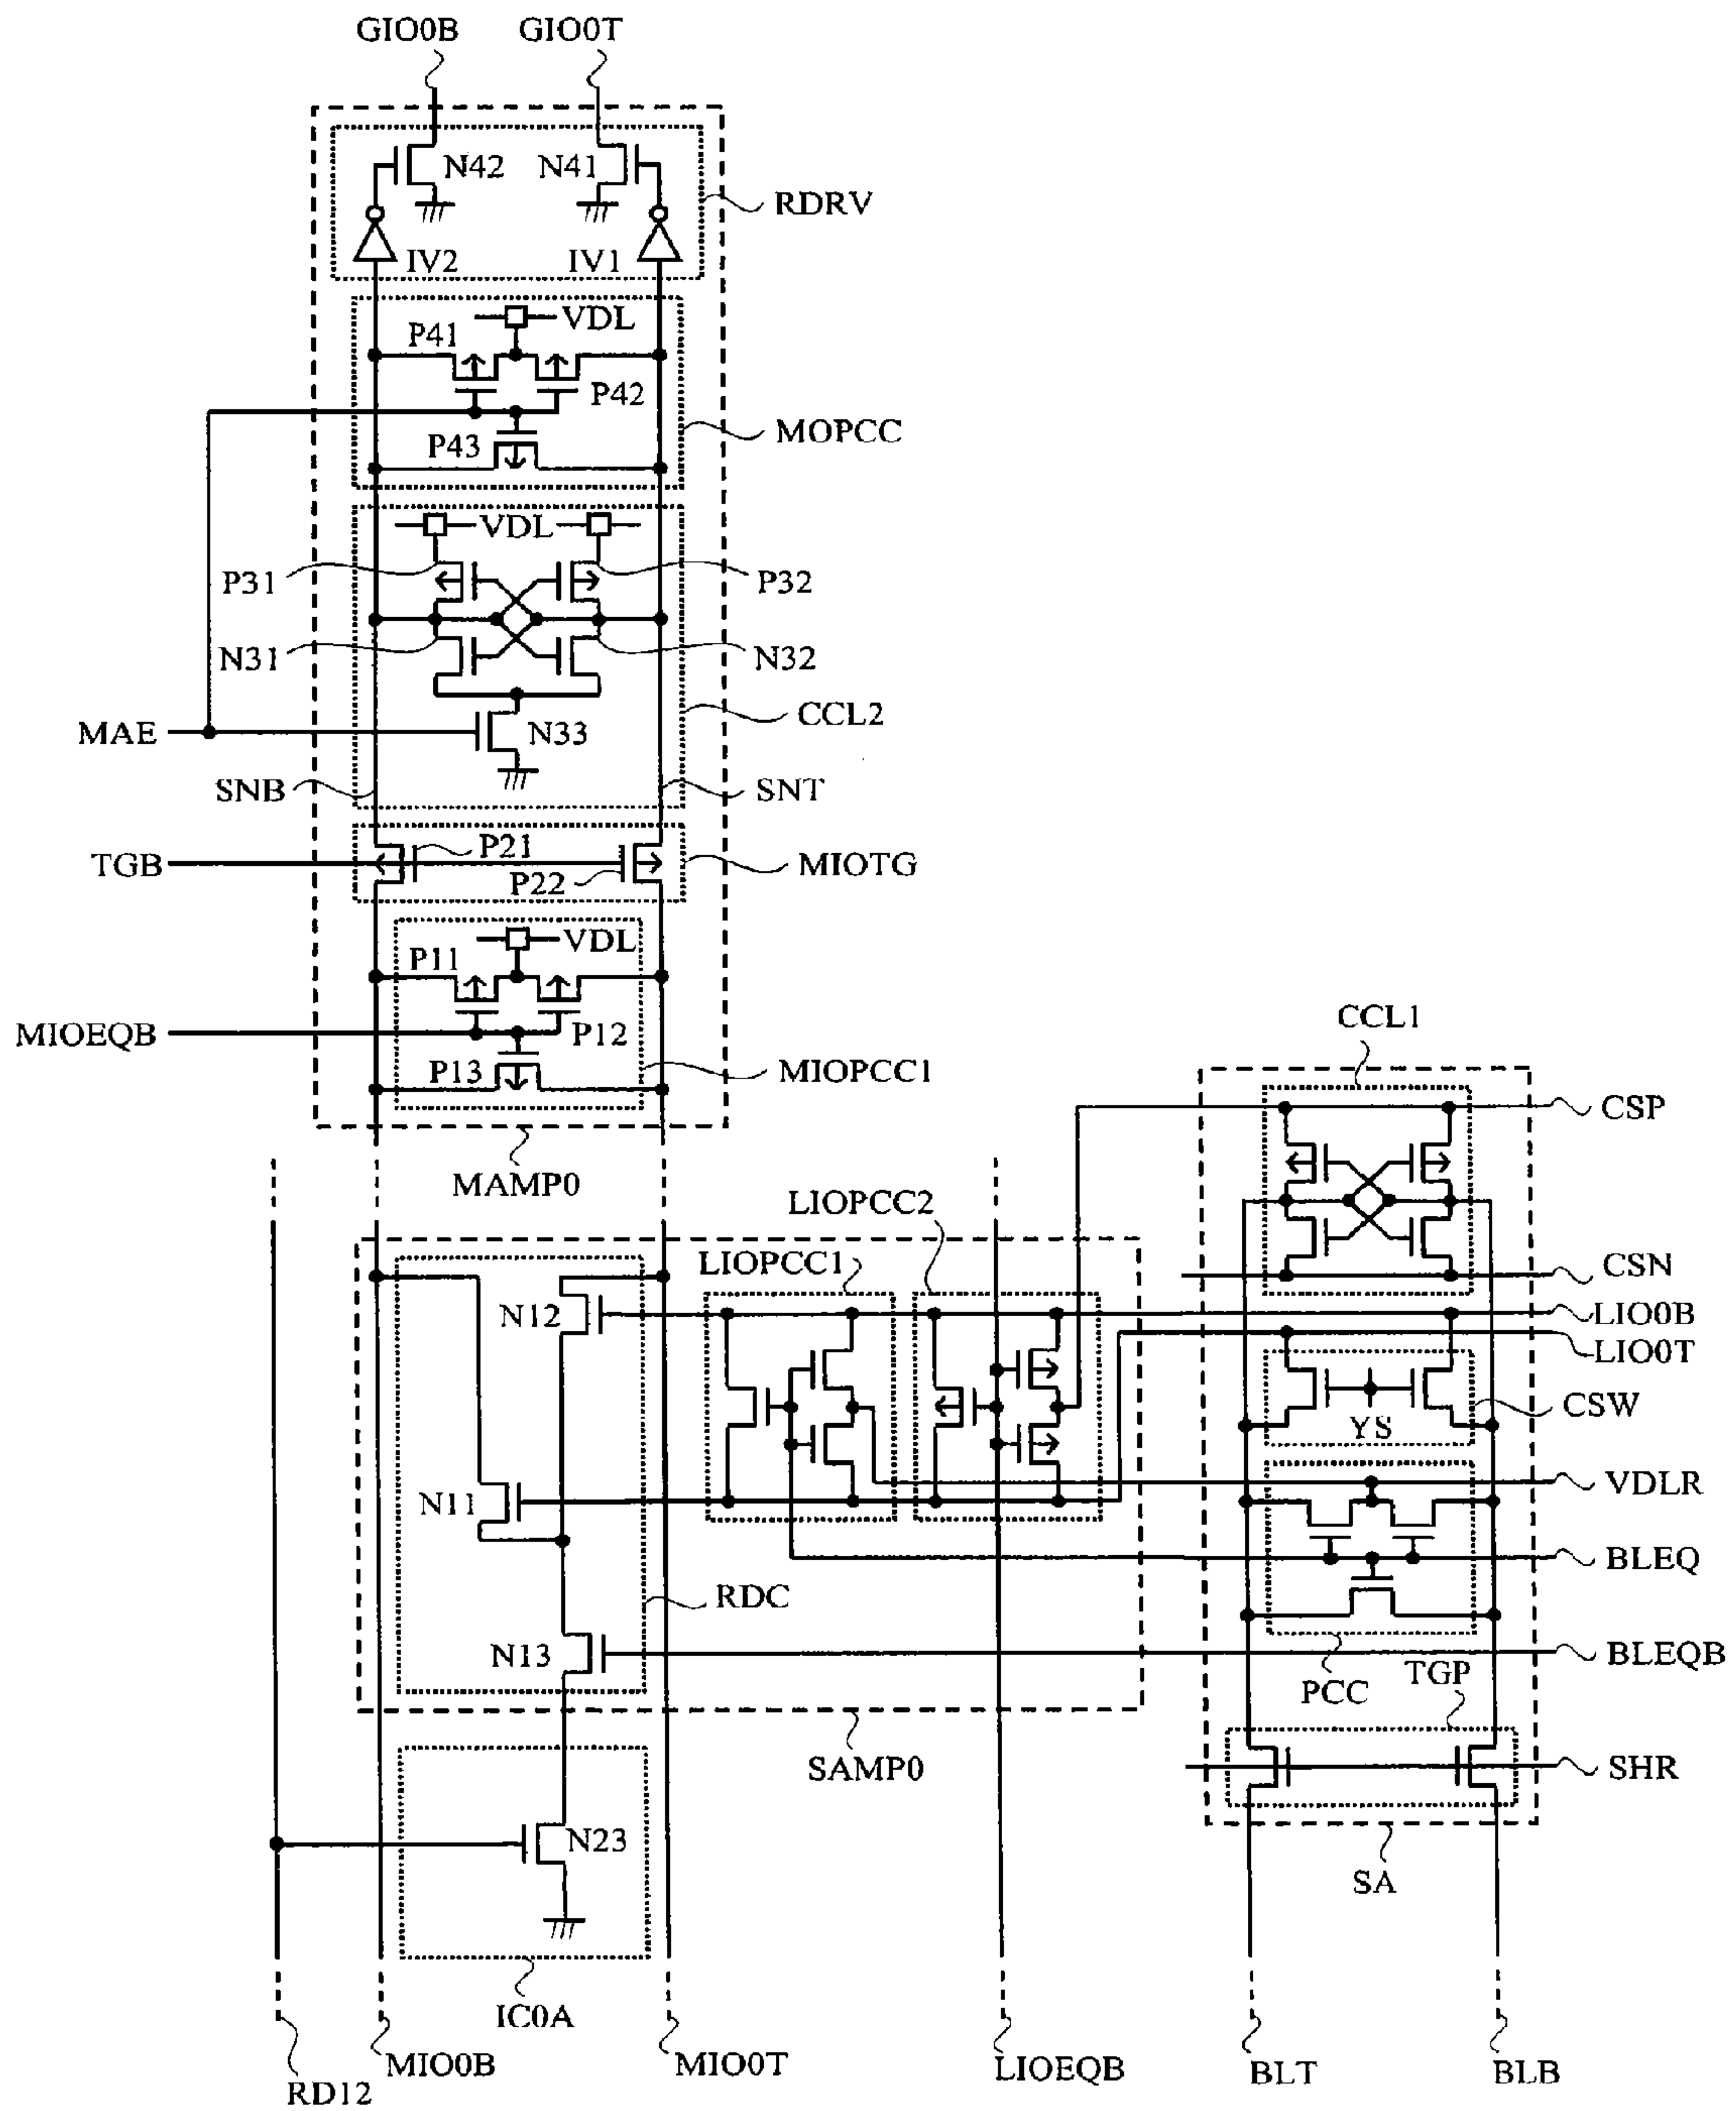 GIO0B GIO0T
N42 N41
RDRV
IV2 IV1
VDL
P41
P42
MOPCC
P43
VDL
P31 P32
N31 N32
CCL2
MAE N33
SNB SNT
P21
TGB MIOTG
P22
VDL
P11
MIOEQB P12 CCL1
P13 MIOPCC1
CSP
MAMP0
LIOPCC2
LIOPCC1 CSN
N12 LIO0B
LIO0T
CSW
YS
N11 VDLR
BLEQ
RDC
N13 BLEQB
TGP
PCC
SAMP0 SHR
N23
SA
IC0A
MIO0B MIO0T LIOEQB BLT BLB
RD12